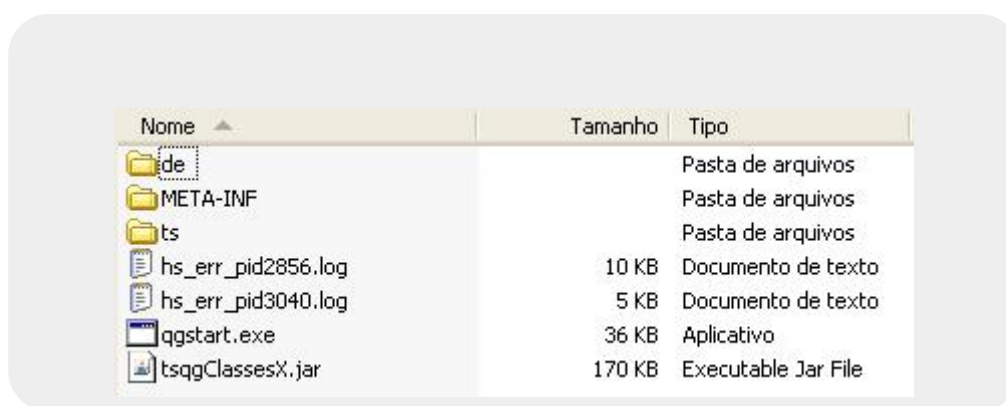 Nome Tamanho Tipo
de Pasta de arquivos
META-INF Pasta de arquivos
ts Pasta de arquivos
hs_err_pid2856.log 10 KB Documento de texto
hs_err_pid3040.log 5 KB Documento de texto
qgstart.exe 36 KB Aplicativo
tsqgClassesX.jar 170 KB Executable Jar File